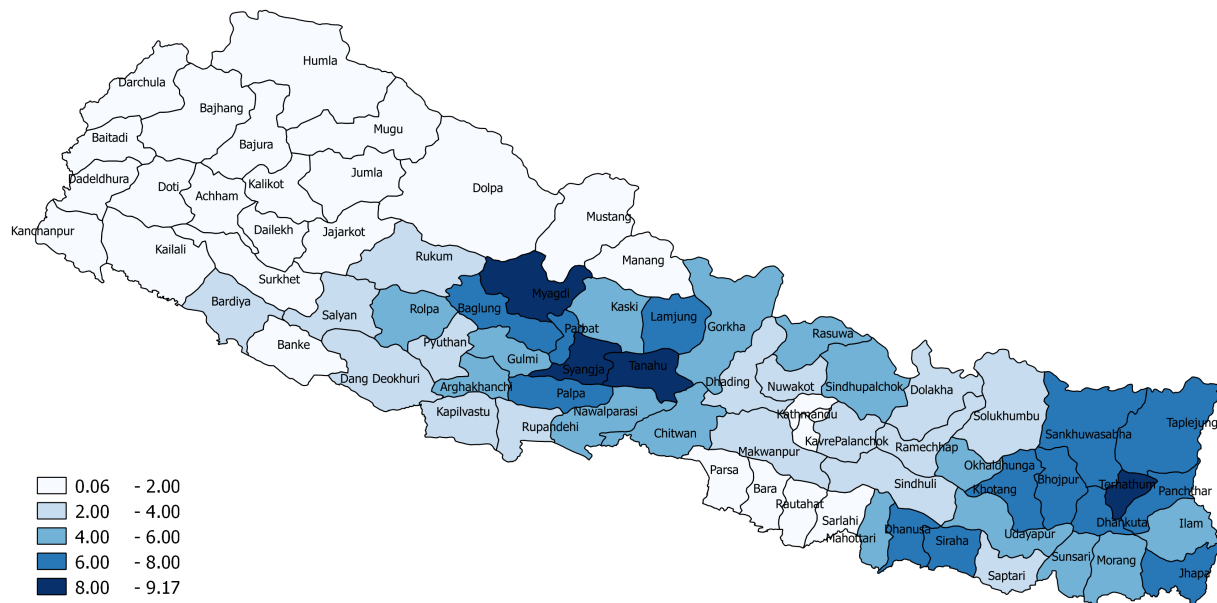 Humla
Darchula
Bajhang
Mugu
Baitadi
Bajura
Jumla
Dadeldhura
Doti
Kalikot
Dolpa
Achham
Mustang
Kanchanpur
Dailekh
Jajarkot
Kailali
Rukum
Manang
Surkhet
Myagdi
Bardiya
Baglung
Kaski
Rolpa
Salyan
Lamjung
Parbat
Gorkha
Rasuwa
Banke
Pyuthan
Gulmi
Syangja
Tanahu
Dang Deokhuri
Arghakhanchi
Dhading
Nuwakot
Sindhupalchok
Dolakha
Palpa
Kapilvastu
Nawalparasi
Kathmandu
Solukhumbu
Taplejung
Rupandehi
Chitwan
KavrePalanchok
Sankhuwasabha
Makwanpur
Ramechhap
Parsa
Okhaldhunga
Sindhuli
Bhojpur
Terhathum
Bara
Khotang
Panchthar
Rautahat
Sarlahi
Dhankuta
Ilam
Mahottari
Dhanusa
Udayapur
Siraha
Sunsari
Morang
Saptari
Jhapa
0.06 - 2.00
2.00 - 4.00
4.00 - 6.00
6.00 - 8.00
8.00 - 9.17